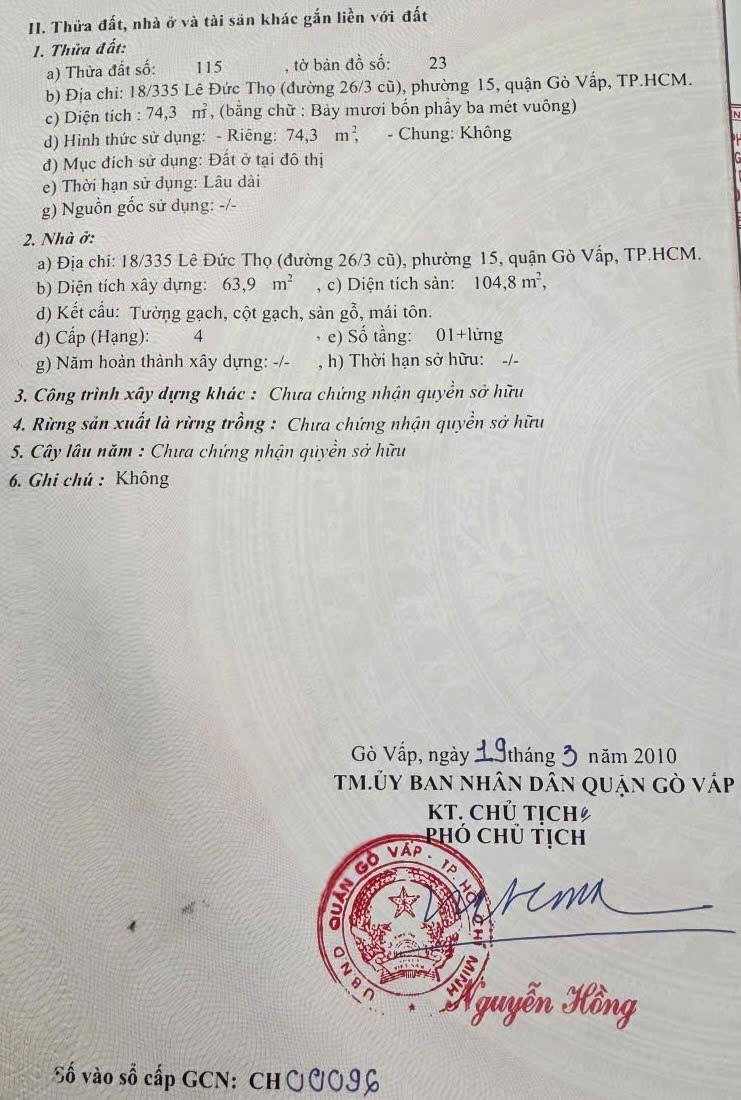 II. Thửa đất, nhà ở và tài sản khác gắn liền với đất
1. Thửa đất:
a) Thửa đất số: 115 , tờ bản đồ số: 23
b) Địa chỉ: 18/335 Lê Đức Thọ (đường 26/3 cũ), phường 15, quận Gò Vấp, TP.HCM.
c) Diện tích : 74,3 m², (bằng chữ : Bảy mươi bốn phẩy ba mét vuông)
d) Hình thức sử dụng: - Riêng: 74,3 m², - Chung: Không
đ) Mục đích sử dụng: Đất ở tại đô thị
e) Thời hạn sử dụng: Lâu dài
g) Nguồn gốc sử dụng: -/-
2. Nhà ở:
a) Địa chỉ: 18/335 Lê Đức Thọ (đường 26/3 cũ), phường 15, quận Gò Vấp, TP.HCM.
b) Diện tích xây dựng: 63,9 m² , c) Diện tích sàn: 104,8 m²,
d) Kết cấu: Tường gạch, cột gạch, sàn gỗ, mái tôn.
đ) Cấp (Hạng): 4 , e) Số tầng: 01+lửng
g) Năm hoàn thành xây dựng: -/- , h) Thời hạn sở hữu: -/-
3. Công trình xây dựng khác : Chưa chứng nhận quyền sở hữu
4. Rừng sản xuất là rừng trồng : Chưa chứng nhận quyền sở hữu
5. Cây lâu năm : Chưa chứng nhận quyền sở hữu
6. Ghi chú : Không
Gò Vấp, ngày 19 tháng 3 năm 2010
TM.ỦY BAN NHÂN DÂN QUẬN GÒ VẤP
KT. CHỦ TỊCH
PHÓ CHỦ TỊCH
U.B.N.D QUẬN GÒ VẤP - TP. HỒ CHÍ MINH
Nguyễn Hồng
Số vào sổ cấp GCN: CH 00096